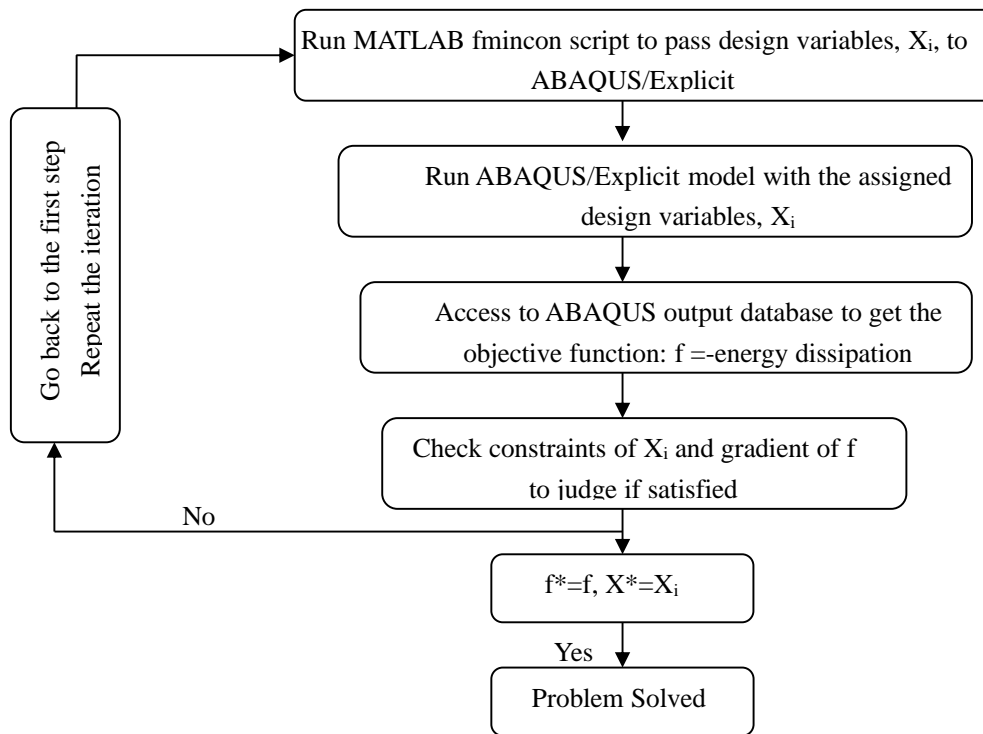 Run MATLAB fmincon script to pass design variables, Xᵢ, to
ABAQUS/Explicit
Run ABAQUS/Explicit model with the assigned
design variables, Xᵢ
Access to ABAQUS output database to get the
objective function: f =-energy dissipation
Check constraints of Xᵢ and gradient of f
to judge if satisfied
No
Go back to the first step
Repeat the iteration
f*=f, X*=Xᵢ
Yes
Problem Solved